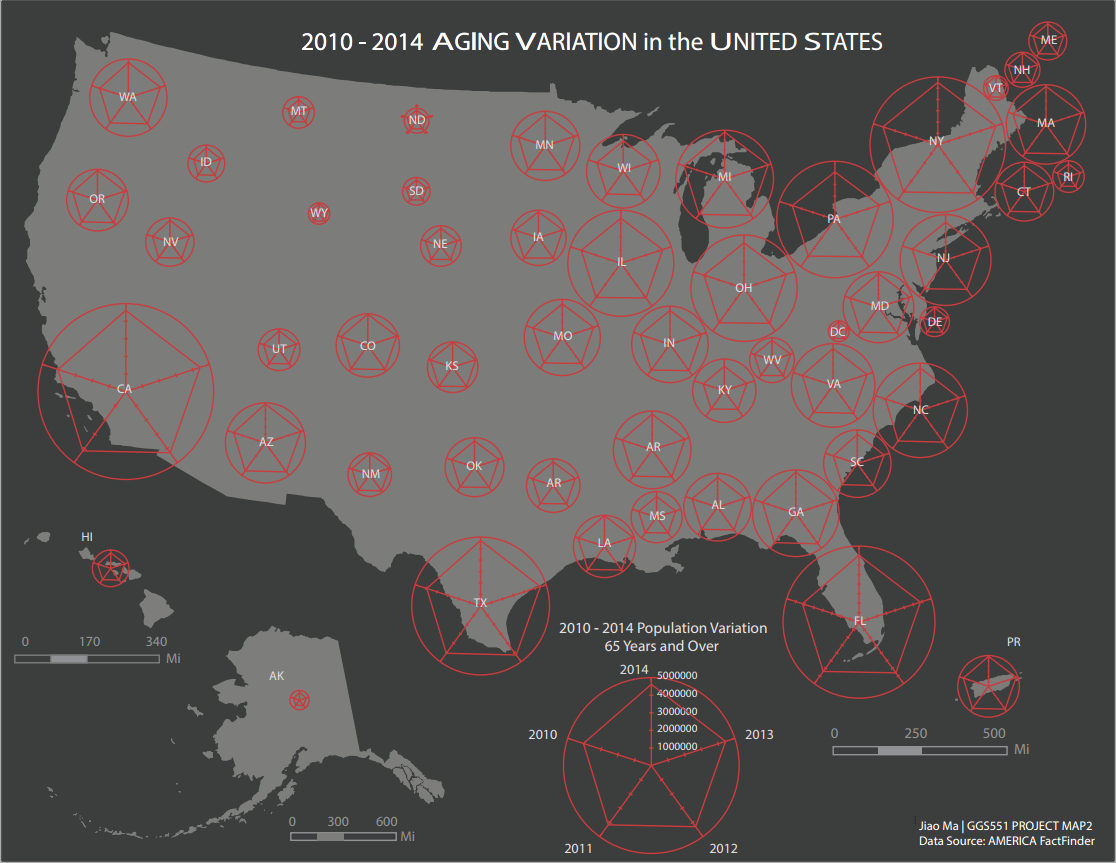 2010 - 2014 AGING VARIATION in the UNITED STATES
ME
NH
VT
WA
MT
ND
MN
WI
MI
NY
MA
ID
OR
WY
SD
PA
CT
RI
NV
NE
IA
IL
OH
NJ
MD
DE
DC
CA
UT
CO
KS
MO
IN
WV
KY
VA
NC
AZ
NM
OK
AR
AR
MS
AL
GA
SC
LA
HI
TX
FL
PR
0 170 340
Mi
AK
0 300 600
Mi
2010 - 2014 Population Variation
65 Years and Over
2014
5000000
4000000
3000000
2000000
1000000
2010
2013
2011
2012
0 250 500
Mi
Jiao Ma | GGS551 PROJECT MAP2
Data Source: AMERICA FactFinder